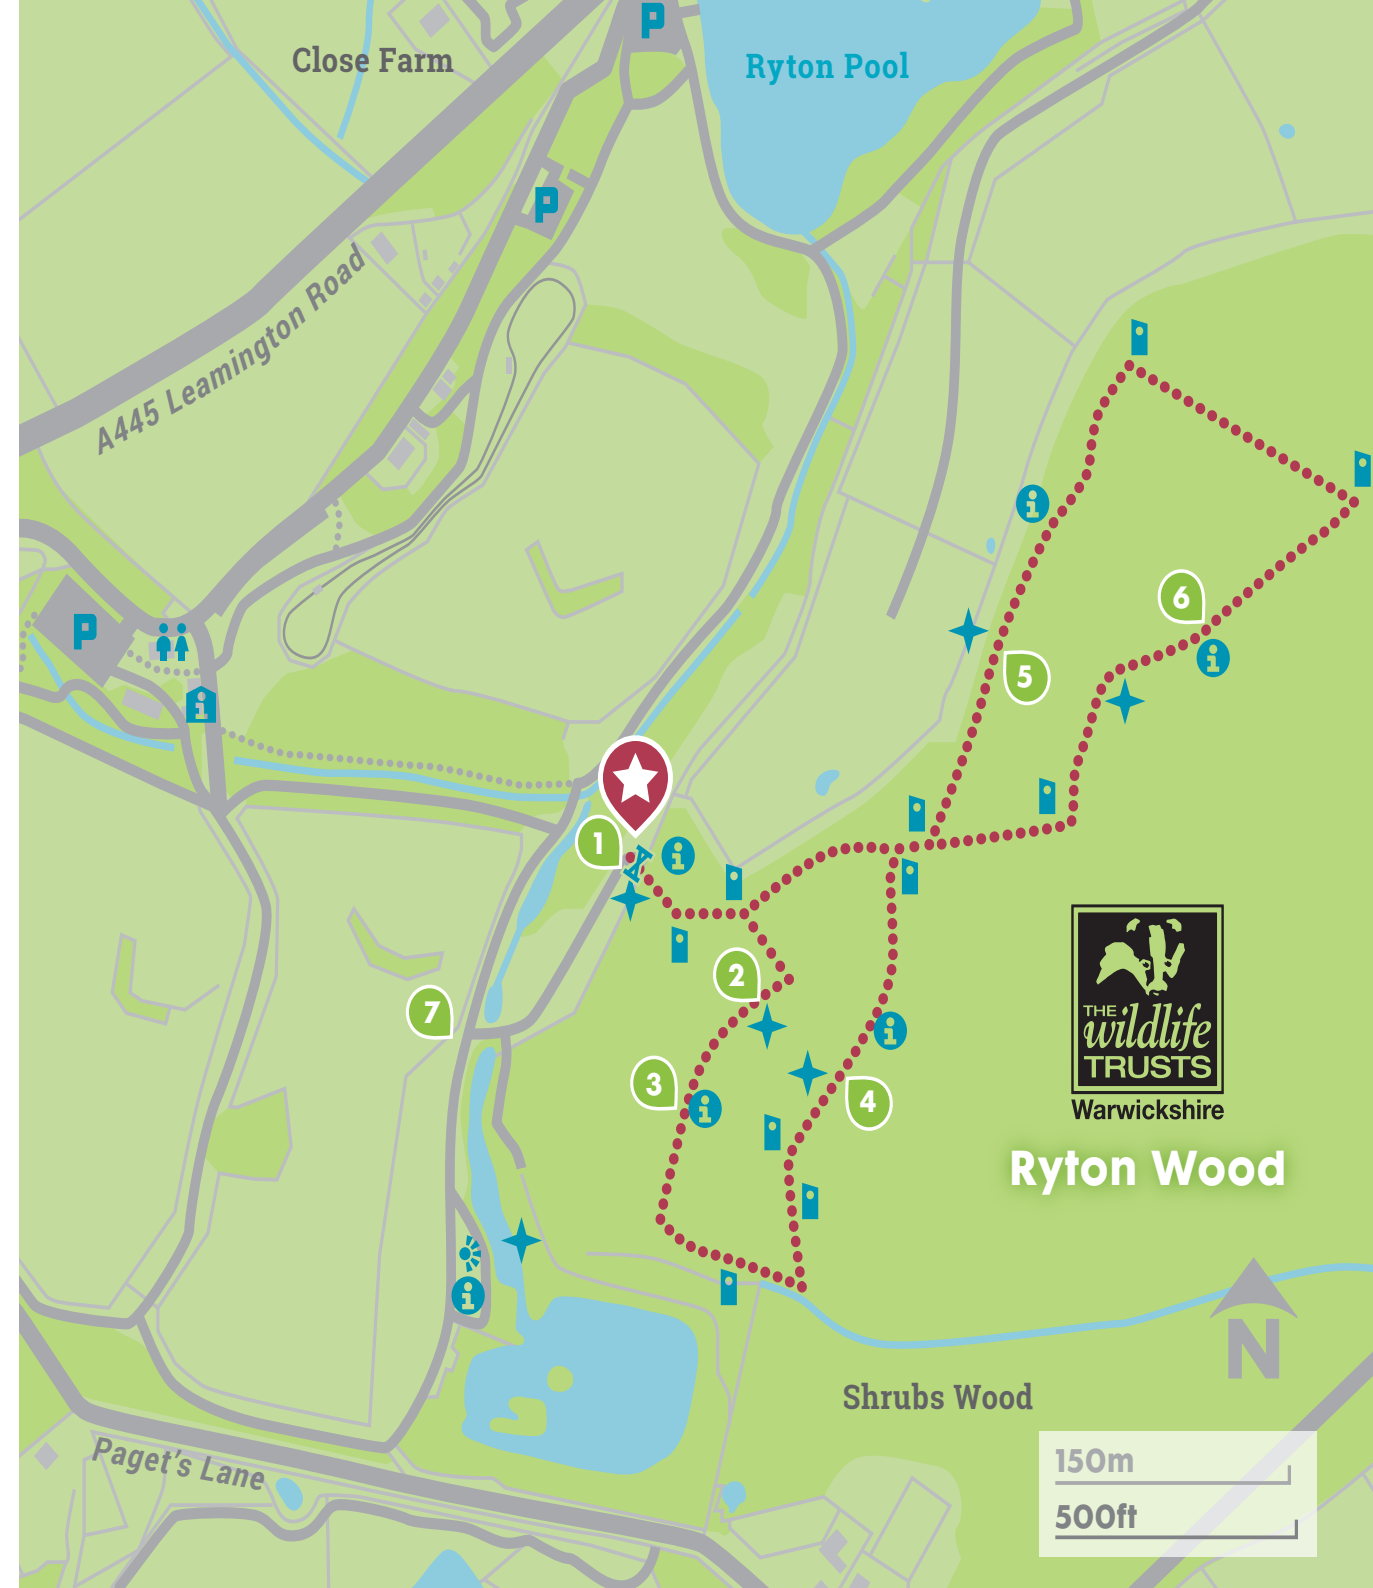 P
Close Farm
Ryton Pool
P
A445 Leamington Road
i
6
P
i
5
i
1
i
2
7
i
3
i
4
THE
wildlife
TRUSTS
Warwickshire
Ryton Wood
i
N
Shrubs Wood
Paget's Lane
150m
500ft